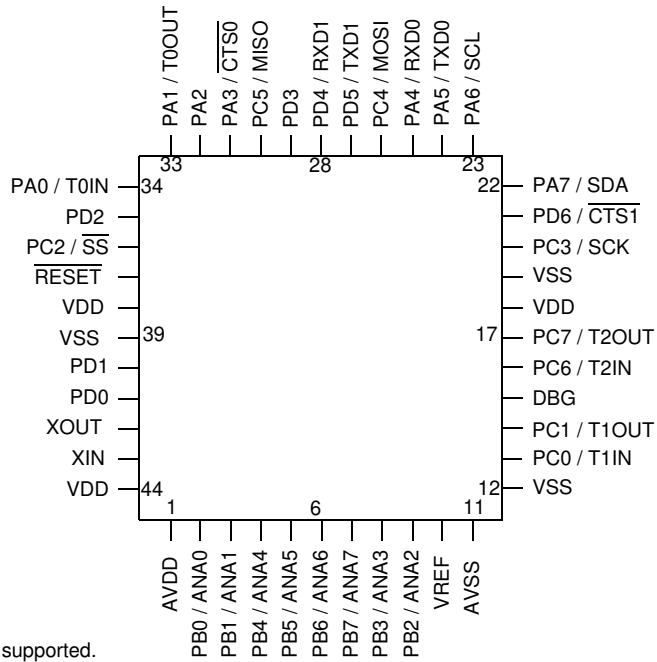 PA1 / T0OUT
PA2
PA3 / CTS0
PC5 / MISO
PD3
PD4 / RXD1
PD5 / TXD1
PC4 / MOSI
PA4 / RXD0
PA5 / TXD0
PA6 / SCL
33
28
23
PA0 / T0IN
34
22
PA7 / SDA
PD2
PD6 / CTS1
PC2 / SS
PC3 / SCK
RESET
VSS
VDD
VDD
VSS
39
17
PC7 / T2OUT
PD1
PC6 / T2IN
PD0
DBG
XOUT
PC1 / T1OUT
XIN
PC0 / T1IN
VDD
44
12
VSS
1
6
11
AVDD
PB0 / ANA0
PB1 / ANA1
PB4 / ANA4
PB5 / ANA5
PB6 / ANA6
PB7 / ANA7
PB3 / ANA3
PB2 / ANA2
VREF
AVSS
supported.